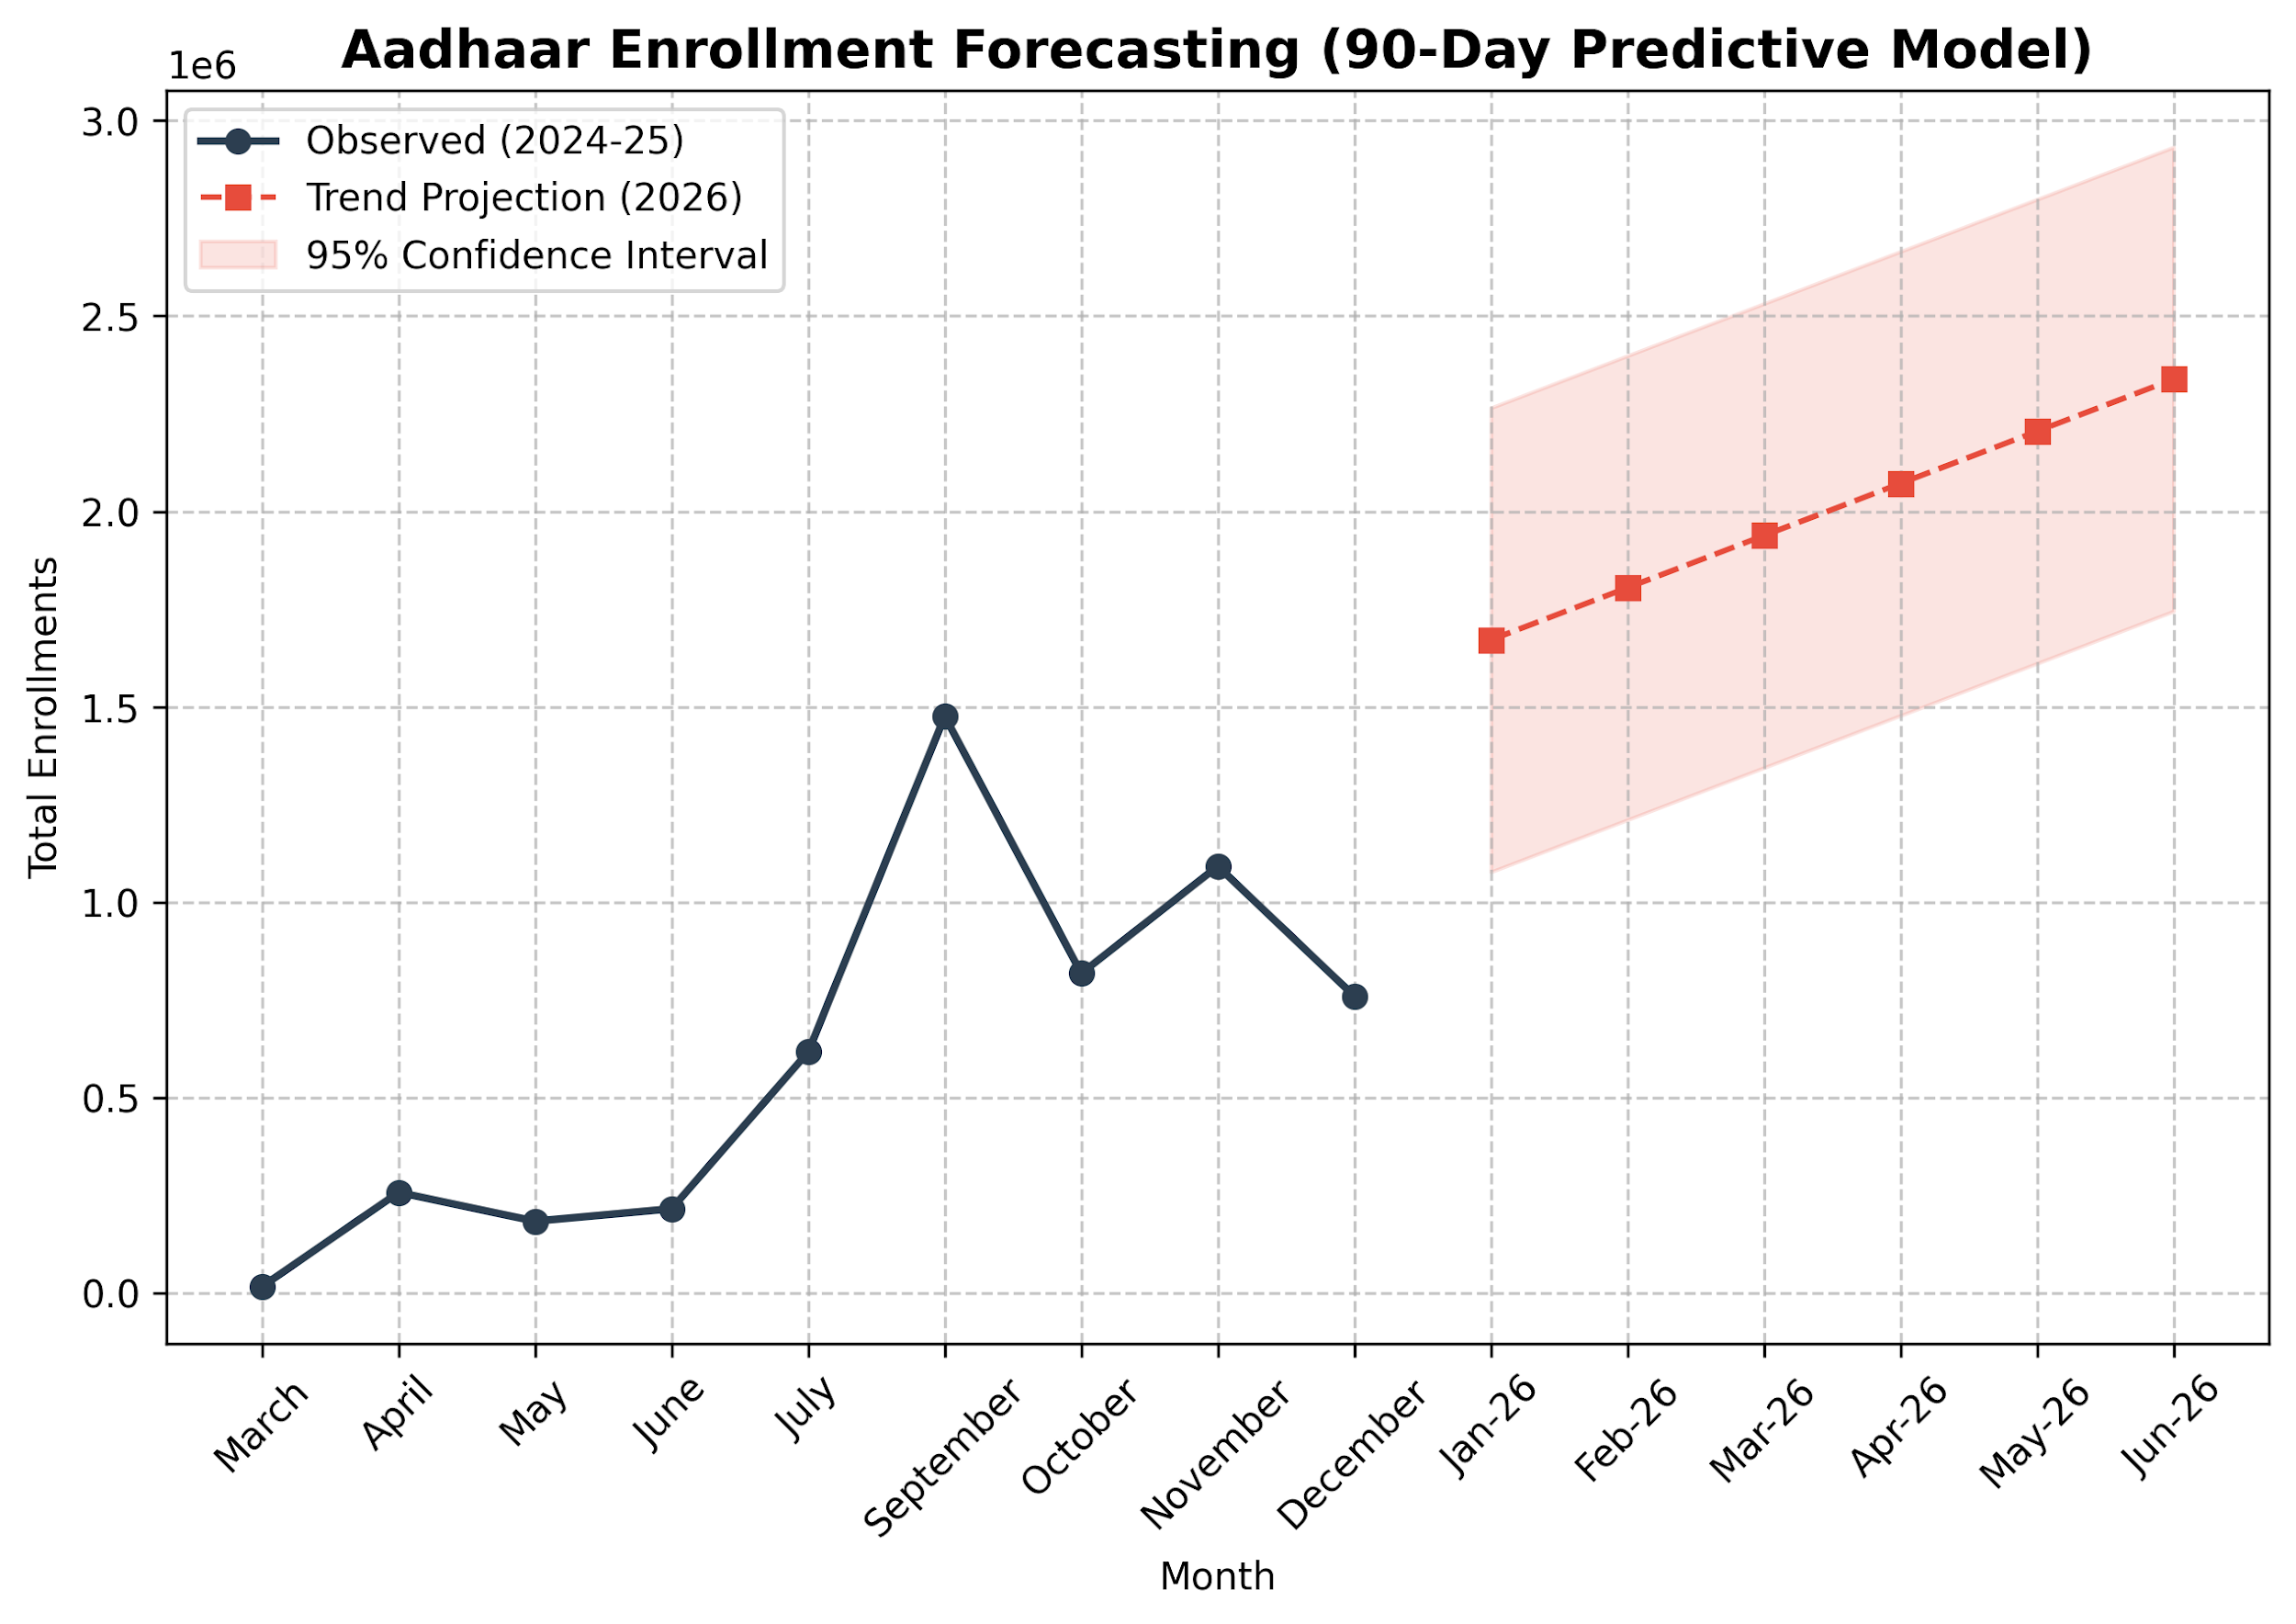 Aadhaar Enrollment Forecasting (90-Day Predictive Model)
1e6
Observed (2024-25)
Trend Projection (2026)
95% Confidence Interval
3.0
2.5
2.0
1.5
1.0
0.5
0.0
Total Enrollments
March
April
May
June
July
September
October
November
December
Jan-26
Feb-26
Mar-26
Apr-26
May-26
Jun-26
Month